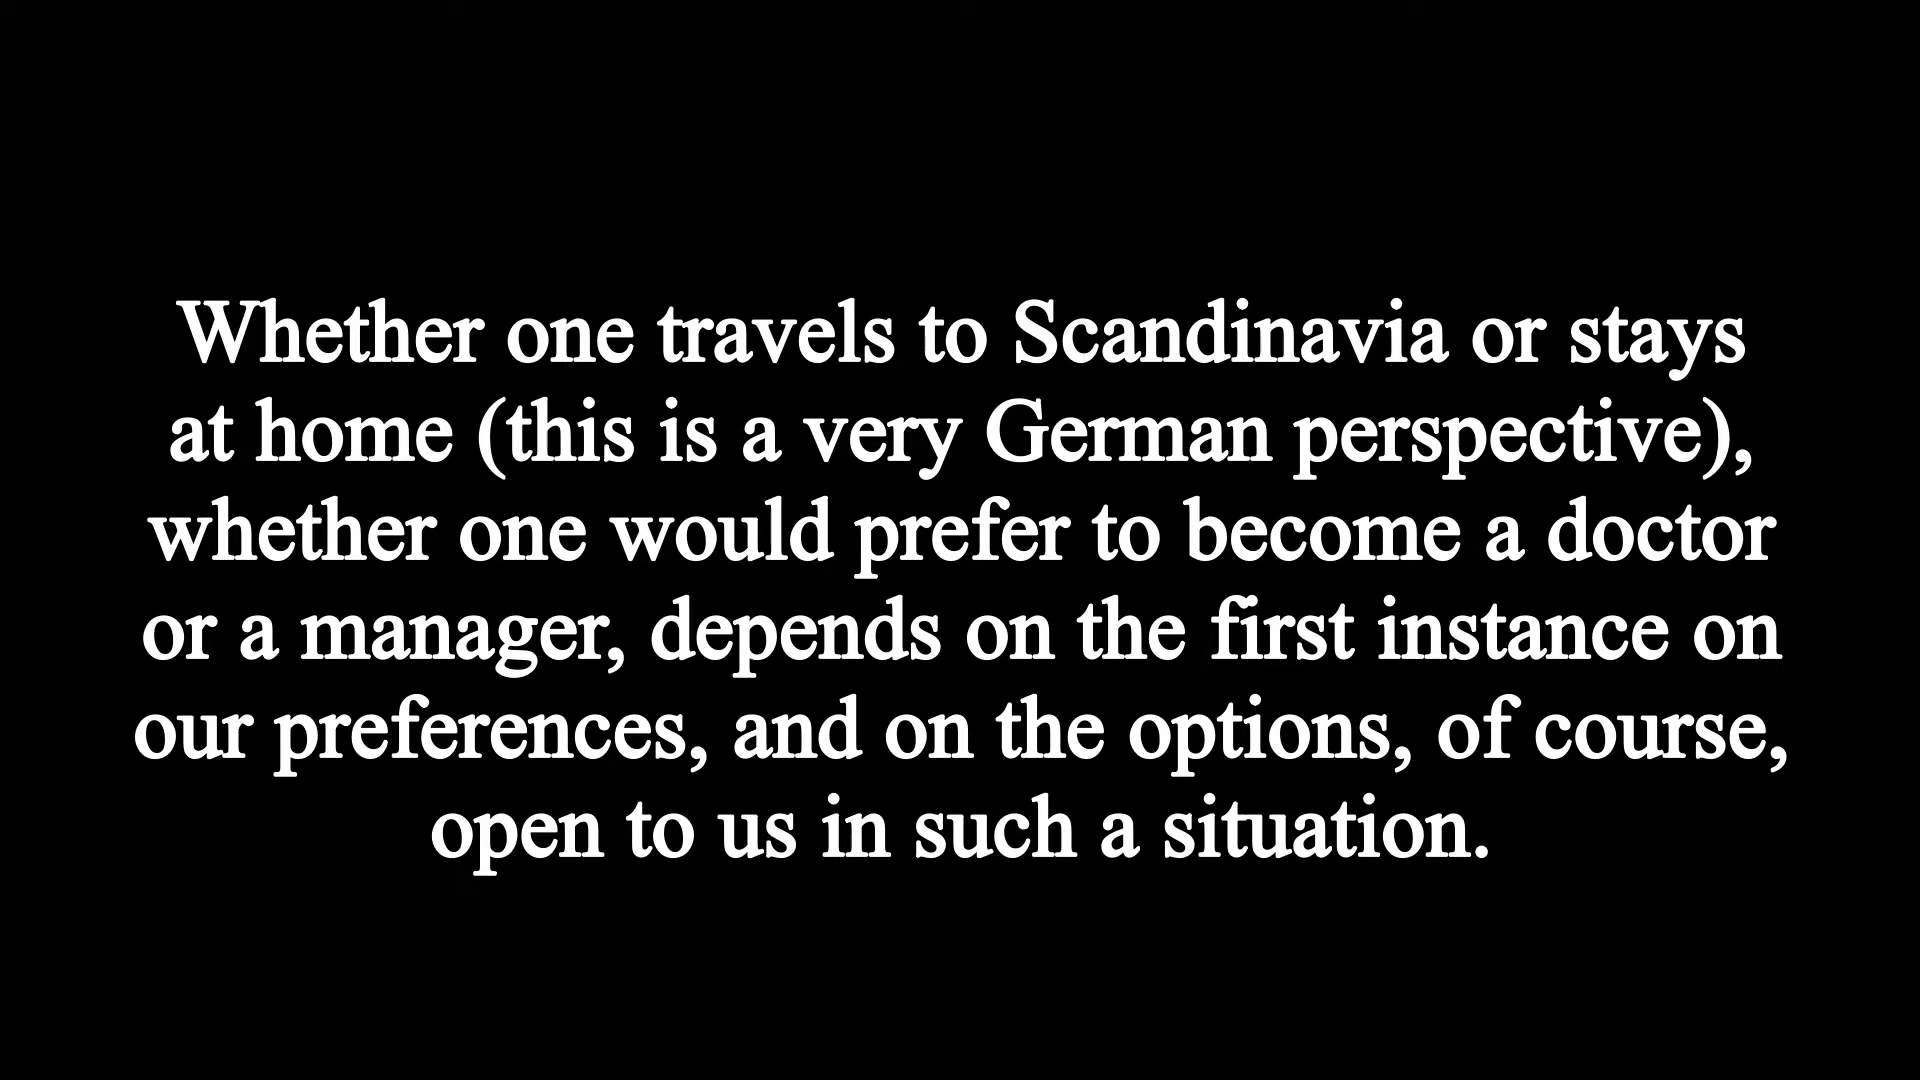 Whether one travels to Scandinavia or stays
at home (this is a very German perspective),
whether one would prefer to become a doctor
or a manager, depends on the first instance on
our preferences, and on the options, of course,
open to us in such a situation.